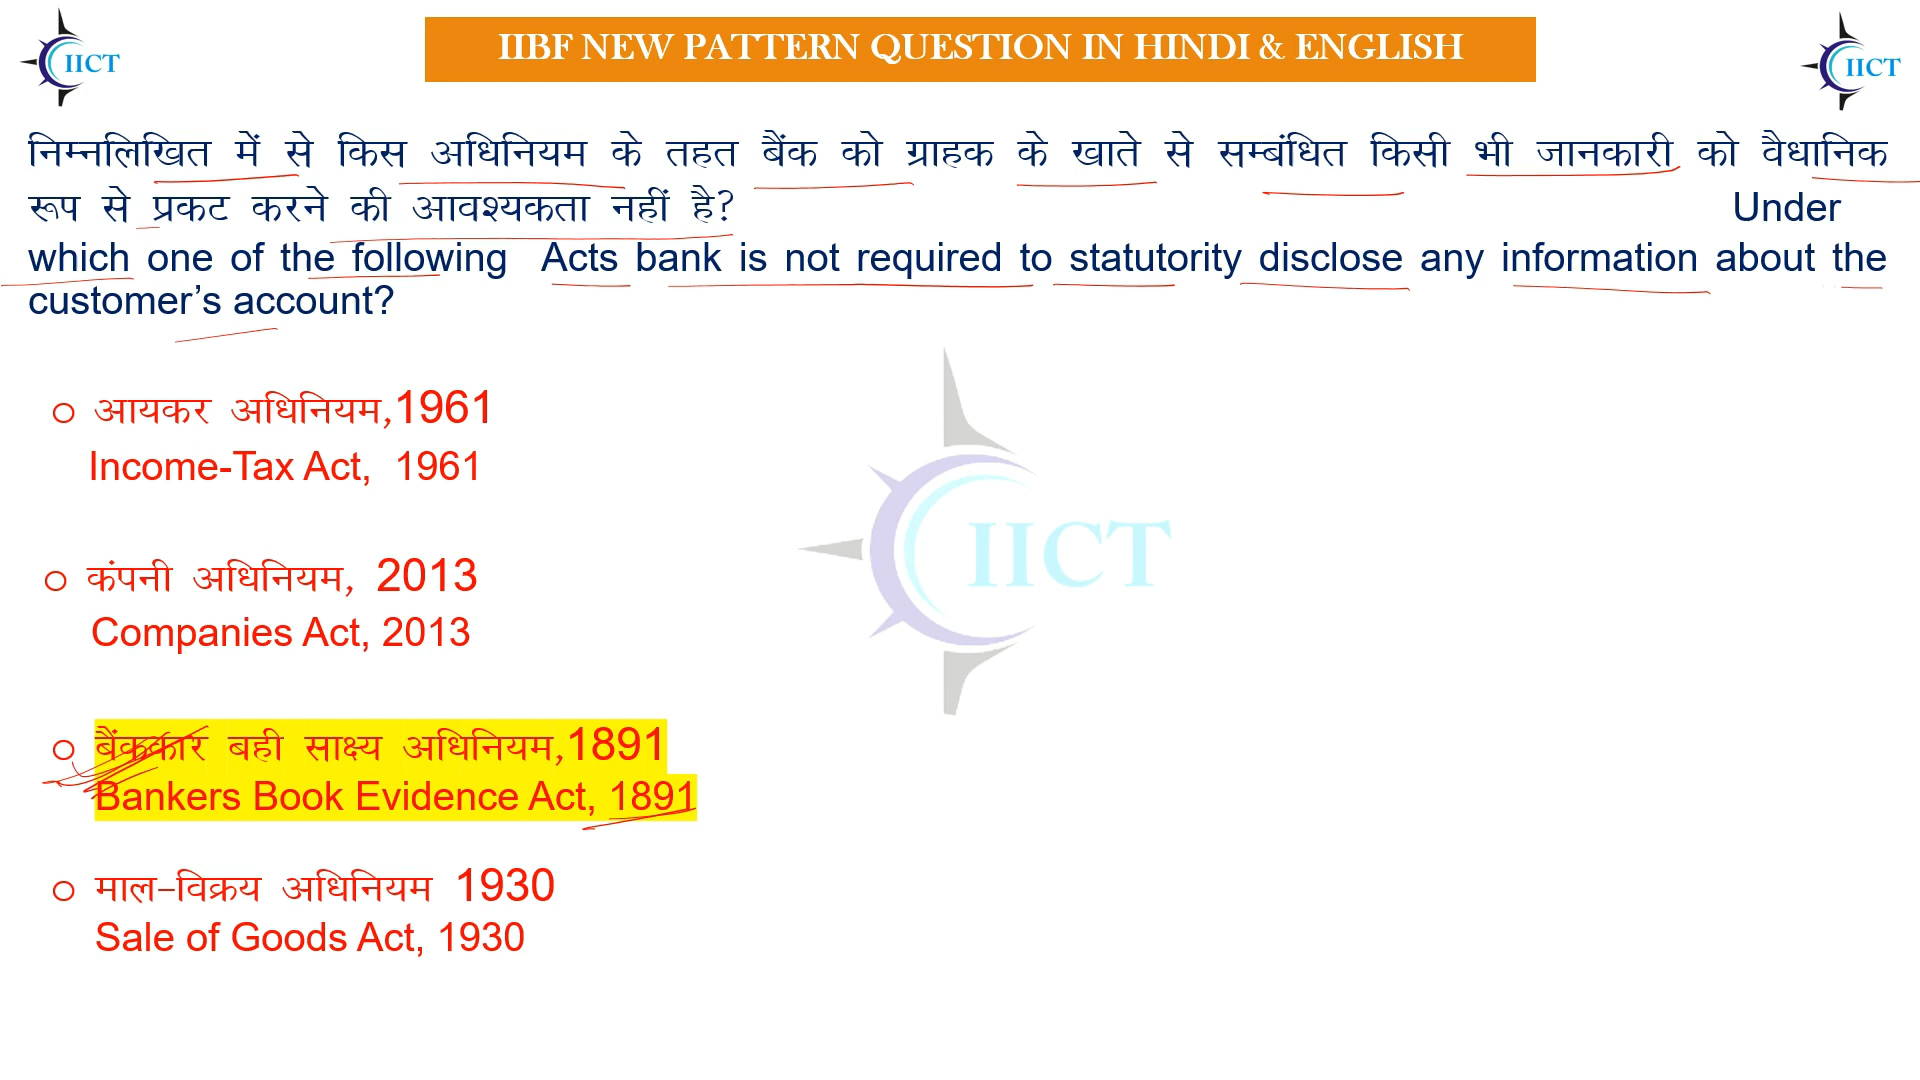 IICT
IIBF NEW PATTERN QUESTION IN HINDI & ENGLISH
IICT
निम्नलिखित में से किस अधिनियम के तहत बैंक को ग्राहक के खाते से सम्बंधित किसी भी जानकारी को वैधानिक
रूप से प्रकट करने की आवश्यकता नहीं है? Under
which one of the following Acts bank is not required to statutority disclose any information about the
customer’s account?
आयकर अधिनियम,1961
Income-Tax Act, 1961
कंपनी अधिनियम, 2013
Companies Act, 2013
IICT
बैंककार बही साक्ष्य अधिनियम,1891
Bankers Book Evidence Act, 1891
माल-विक्रय अधिनियम 1930
Sale of Goods Act, 1930